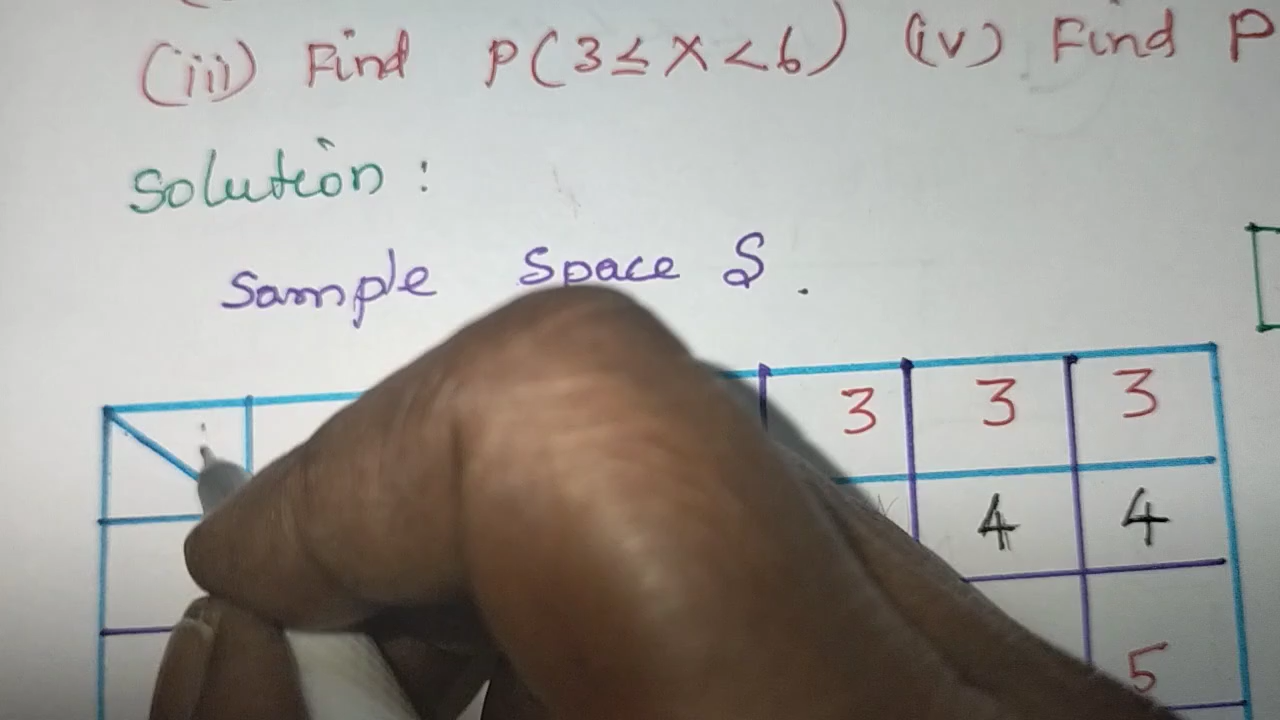 (iii) Find P(3 ≤ X < 6) (iv) Find P
Solution :
Sample Space S.
3 3 3
4 4
5